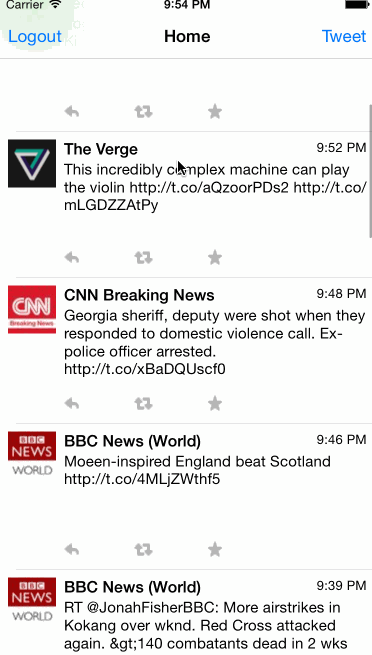 Carrier 9:54 PM
Logout Home Tweet
The Verge 9:52 PM
This incredibly complex machine can play
the violin http://t.co/aQzoorPDs2 http://t.co/
mLGDZZAtPy
CNN Breaking News 9:48 PM
CNN
Breaking News
Georgia sheriff, deputy were shot when they
responded to domestic violence call. Ex-
police officer arrested.
http://t.co/xBaDQUscf0
BBC News (World) 9:46 PM
BBC
NEWS
WORLD
Moeen-inspired England beat Scotland
http://t.co/4MLjZWthf5
BBC News (World) 9:39 PM
BBC
NEWS
WORLD
RT @JonahFisherBBC: More airstrikes in
Kokang over wknd. Red Cross attacked
again. &gt;140 combatants dead in 2 wks